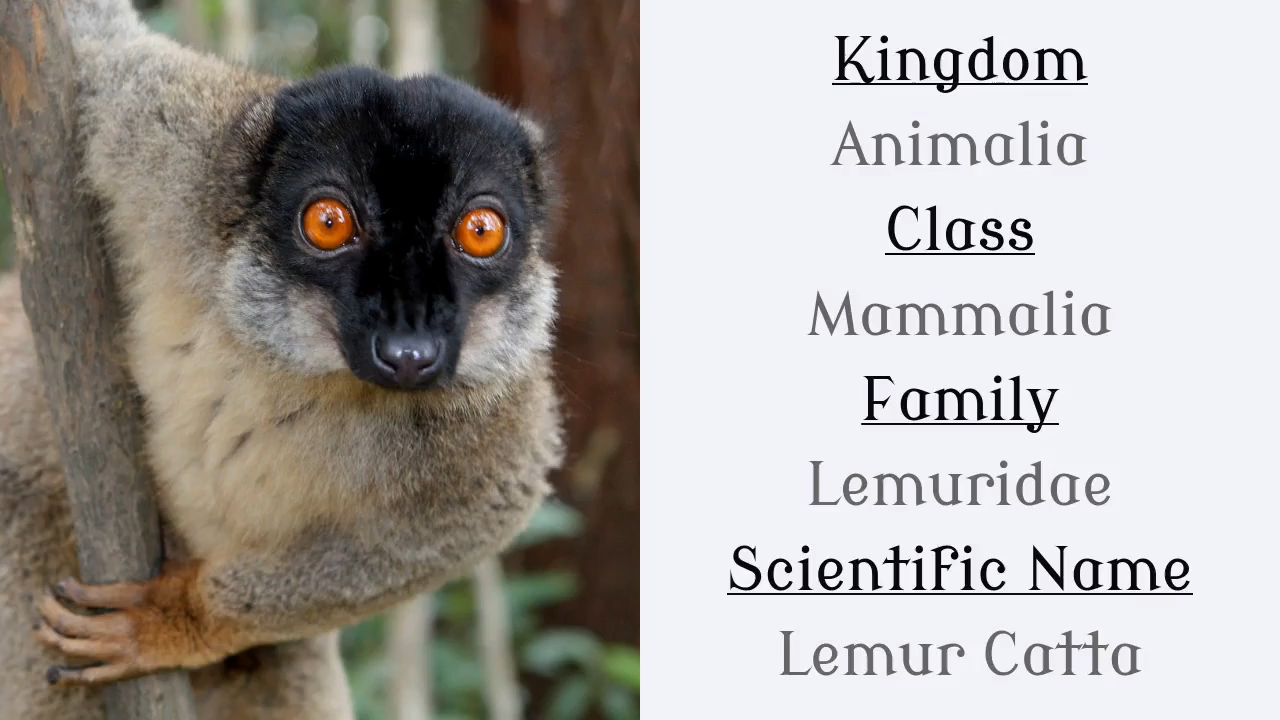 Kingdom
Animalia
Class
Mammalia
Family
Lemuridae
Scientific Name
Lemur Catta